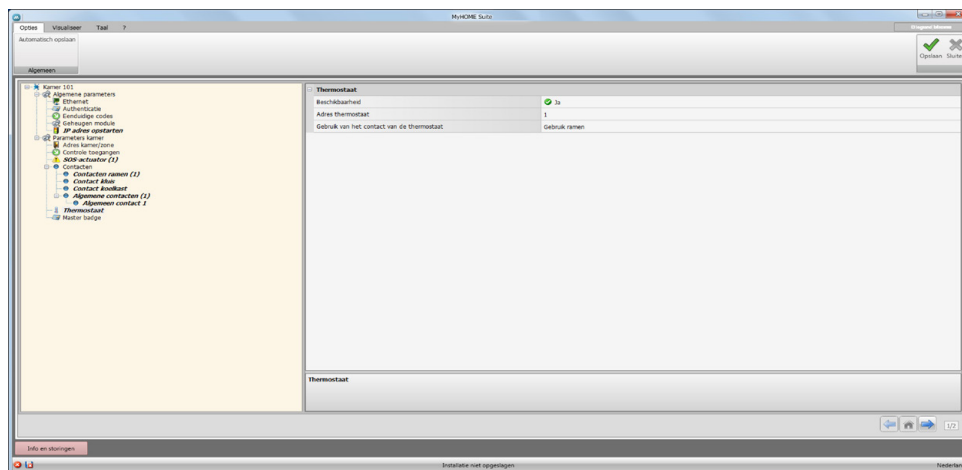 MyHOME Suite
Opties Visualiseer Taal ?
Automatisch opslaan
Opslaan Sluite
Algemeen
Kamer 101
Algemene parameters
Ethernet
Authenticatie
Eenduidige codes
Geheugen module
IP adres opstarten
Parameters kamer
Adres kamer/zone
Controle toegangen
SOS-actuator (1)
Contacten
Contacten ramen (1)
Contact kluis
Contact koelkast
Algemene contacten (1)
Algemeen contact 1
Thermostaat
Master badge
Thermostaat
Beschikbaarheid Ja
Adres thermostaat 1
Gebruik van het contact van de thermostaat Gebruik ramen
Thermostaat
1/2
Info en storingen
Installatie niet opgeslagen
Nederlan